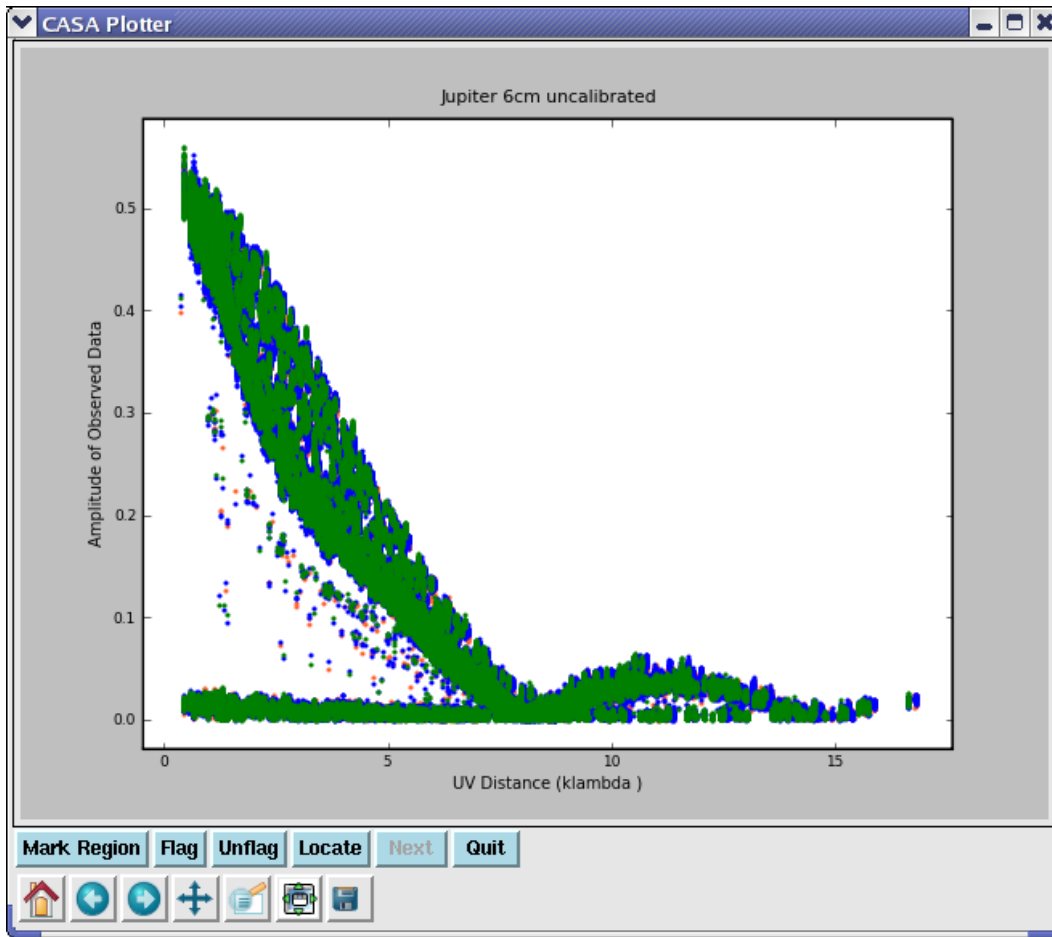 CASA Plotter
Jupiter 6cm uncalibrated
Amplitude of Observed Data
0.5
0.4
0.3
0.2
0.1
0.0
0 5 10 15
UV Distance (klambda )
Mark Region Flag Unflag Locate Next Quit